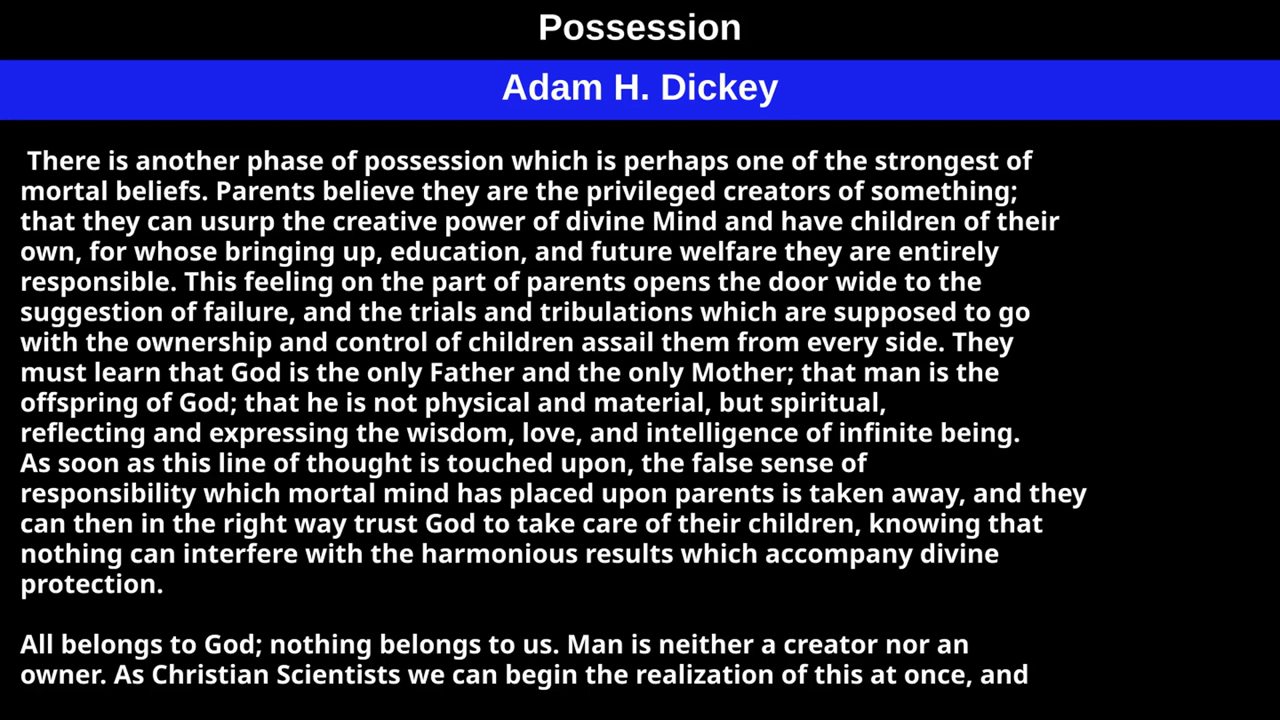 Possession
Adam H. Dickey
There is another phase of possession which is perhaps one of the strongest of
mortal beliefs. Parents believe they are the privileged creators of something;
that they can usurp the creative power of divine Mind and have children of their
own, for whose bringing up, education, and future welfare they are entirely
responsible. This feeling on the part of parents opens the door wide to the
suggestion of failure, and the trials and tribulations which are supposed to go
with the ownership and control of children assail them from every side. They
must learn that God is the only Father and the only Mother; that man is the
offspring of God; that he is not physical and material, but spiritual,
reflecting and expressing the wisdom, love, and intelligence of infinite being.
As soon as this line of thought is touched upon, the false sense of
responsibility which mortal mind has placed upon parents is taken away, and they
can then in the right way trust God to take care of their children, knowing that
nothing can interfere with the harmonious results which accompany divine
protection.
All belongs to God; nothing belongs to us. Man is neither a creator nor an
owner. As Christian Scientists we can begin the realization of this at once, and